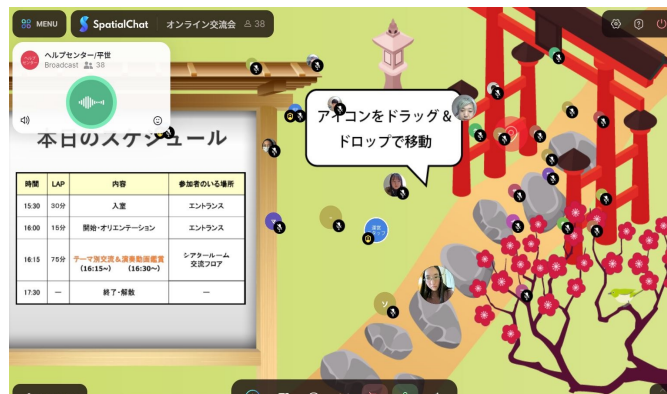 MENU
SpatialChat
オンライン交流会
38
ヘルプセンター/平世
Broadcast 38
本日のスケジュール
時間 LAP 内容 参加者のいる場所
15:30 30分 入室 エントランス
16:00 15分 開始・オリエンテーション エントランス
16:15 75分 テーマ別交流&演奏動画鑑賞
(16:15~) (16:30~)
シアタールーム
交流フロア
17:30 — 終了・解散 —
アイコンをドラッグ&
ドロップで移動
ソ